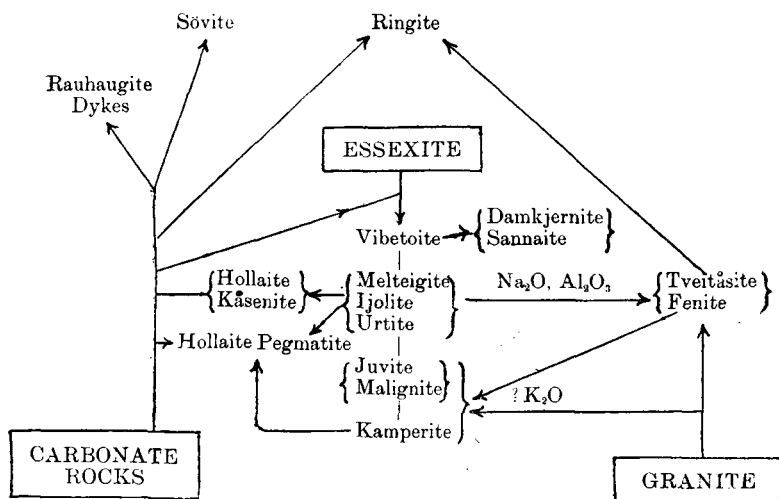 Sövite
Ringite
Rauhaugite
Dykes
ESSEXITE
Vibetoite
Damkjernite
Sannaite
Hollaite
Kåsenite
Melteigite
Ijolite
Urtite
Na₂O, Al₂O₃
Tveitåsite
Fenite
Hollaite Pegmatite
Juvite
Malignite
? K₂O
Kamperite
CARBONATE
ROCKS
GRANITE